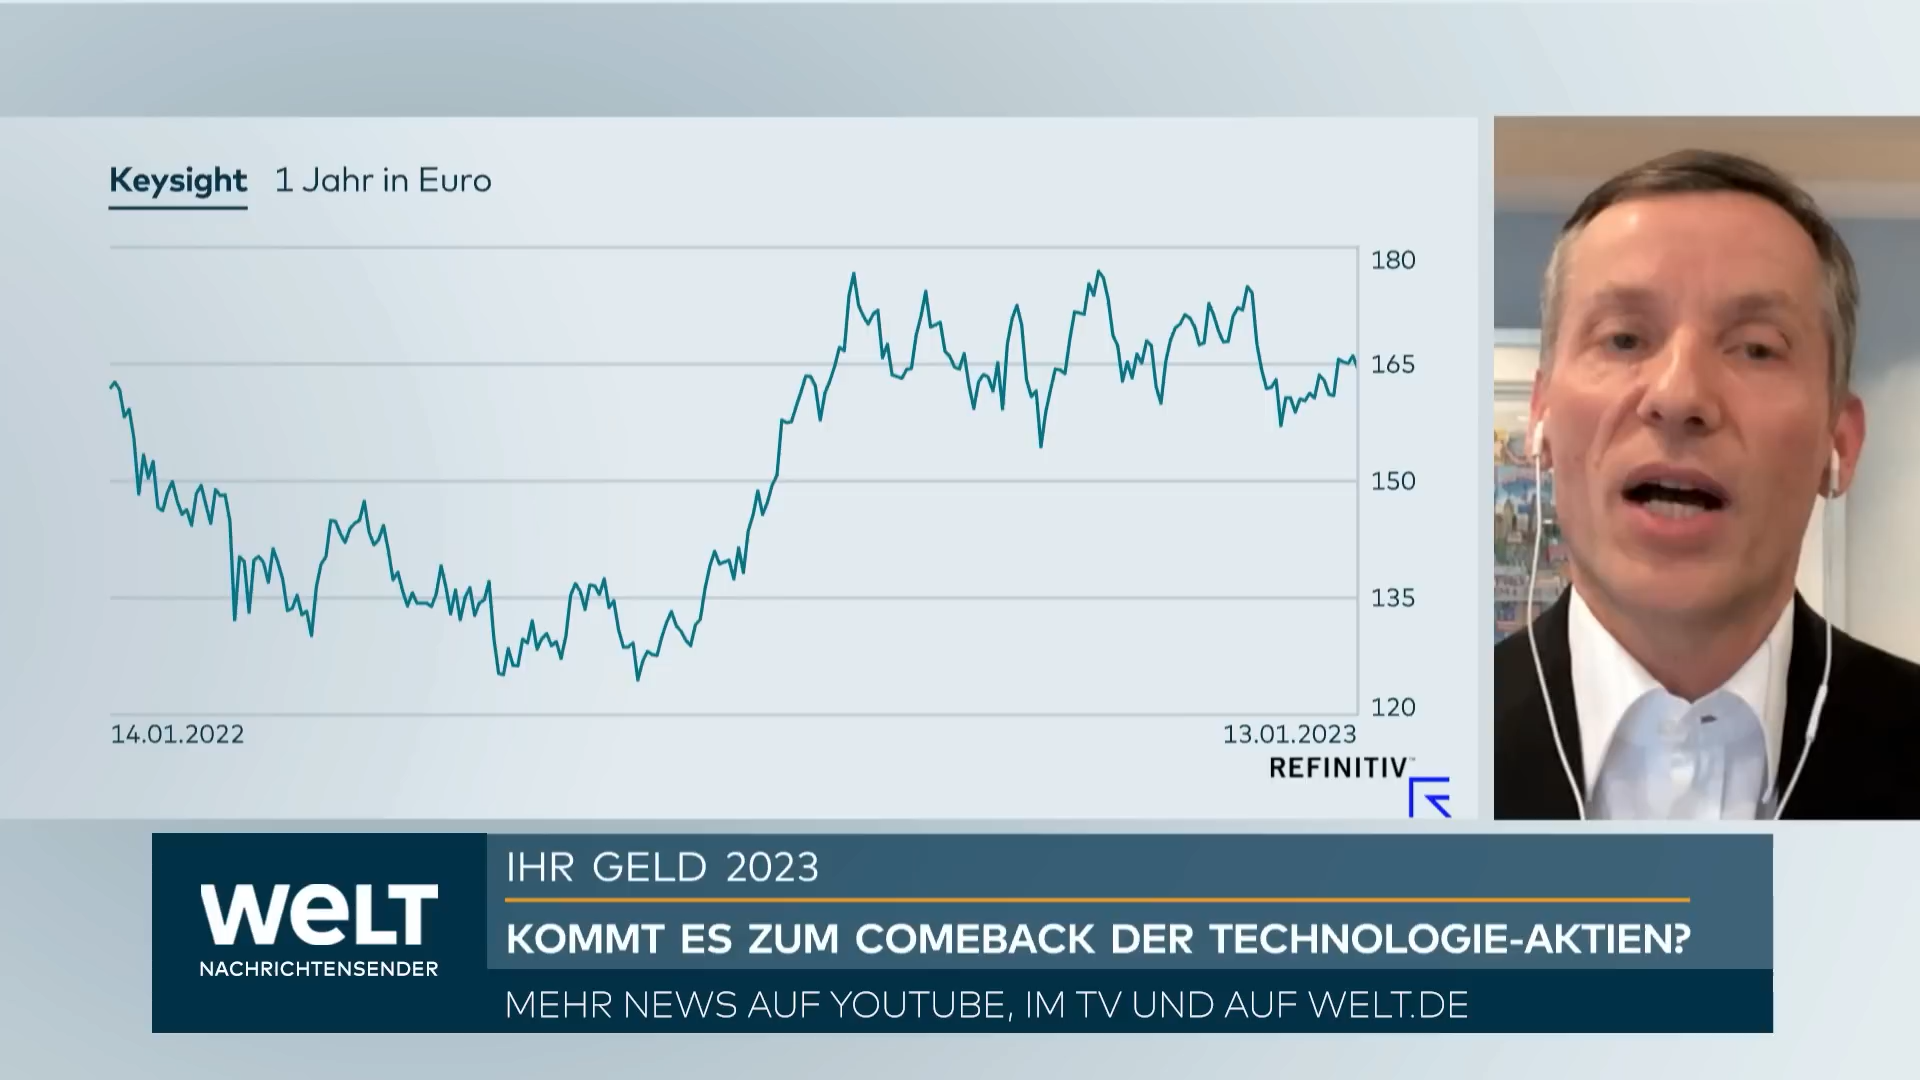 Keysight 1 Jahr in Euro
180
165
150
135
120
14.01.2022 13.01.2023
REFINITIV™
IHR GELD 2023
WELT
KOMMT ES ZUM COMEBACK DER TECHNOLOGIE-AKTIEN?
NACHRICHTENSENDER
MEHR NEWS AUF YOUTUBE, IM TV UND AUF WELT.DE